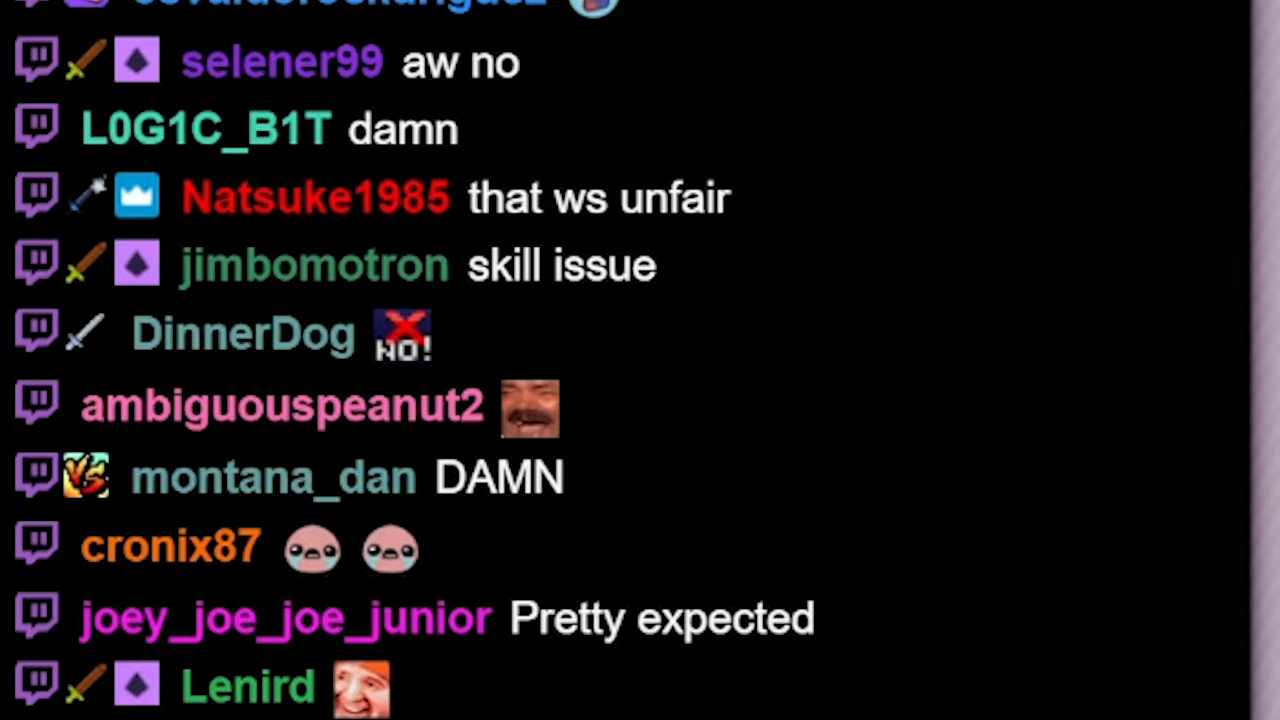 selener99 aw no
L0G1C_B1T damn
Natsuke1985 that ws unfair
jimbomotron skill issue
DinnerDog NO!
ambiguouspeanut2
VS montana_dan DAMN
cronix87
joey_joe_joe_junior Pretty expected
Lenird